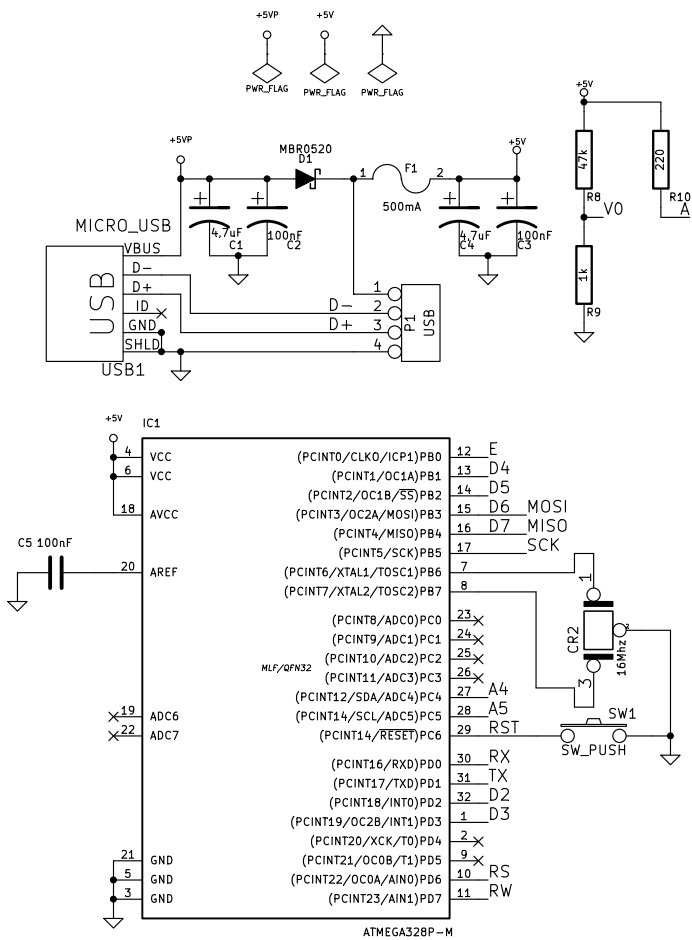 +5VP
+5V
PWR_FLAG
PWR_FLAG
PWR_FLAG
+5V
47k
R8
220
R10
VO
A
1k
R9
+5VP
MBR0520
D1
1
F1
2
500mA
+5V
4,7uF
C1
100nF
C2
4,7uF
C4
100nF
C3
MICRO_USB
USB
VBUS
D-
D+
ID
GND
SHLD
USB1
D-
D+
1
2
3
4
P1
USB
+5V
IC1
4 VCC
6 VCC
18 AVCC
C5 100nF
20 AREF
MLF/QFN32
19 ADC6
22 ADC7
21 GND
5 GND
3 GND
(PCINT0/CLKO/ICP1)PB0 12 E
(PCINT1/OC1A)PB1 13 D4
(PCINT2/OC1B/SS)PB2 14 D5
(PCINT3/OC2A/MOSI)PB3 15 D6 MOSI
(PCINT4/MISO)PB4 16 D7 MISO
(PCINT5/SCK)PB5 17 SCK
(PCINT6/XTAL1/TOSC1)PB6 7
(PCINT7/XTAL2/TOSC2)PB7 8
(PCINT8/ADC0)PC0 23
(PCINT9/ADC1)PC1 24
(PCINT10/ADC2)PC2 25
(PCINT11/ADC3)PC3 26
(PCINT12/SDA/ADC4)PC4 27 A4
(PCINT14/SCL/ADC5)PC5 28 A5
(PCINT14/RESET)PC6 29 RST
(PCINT16/RXD)PD0 30 RX
(PCINT17/TXD)PD1 31 TX
(PCINT18/INT0)PD2 32 D2
(PCINT19/OC2B/INT1)PD3 1 D3
(PCINT20/XCK/T0)PD4 2
(PCINT21/OC0B/T1)PD5 9
(PCINT22/OC0A/AIN0)PD6 10 RS
(PCINT23/AIN1)PD7 11 RW
1
CR2
2
16Mhz
3
SW1
SW_PUSH
ATMEGA328P-M